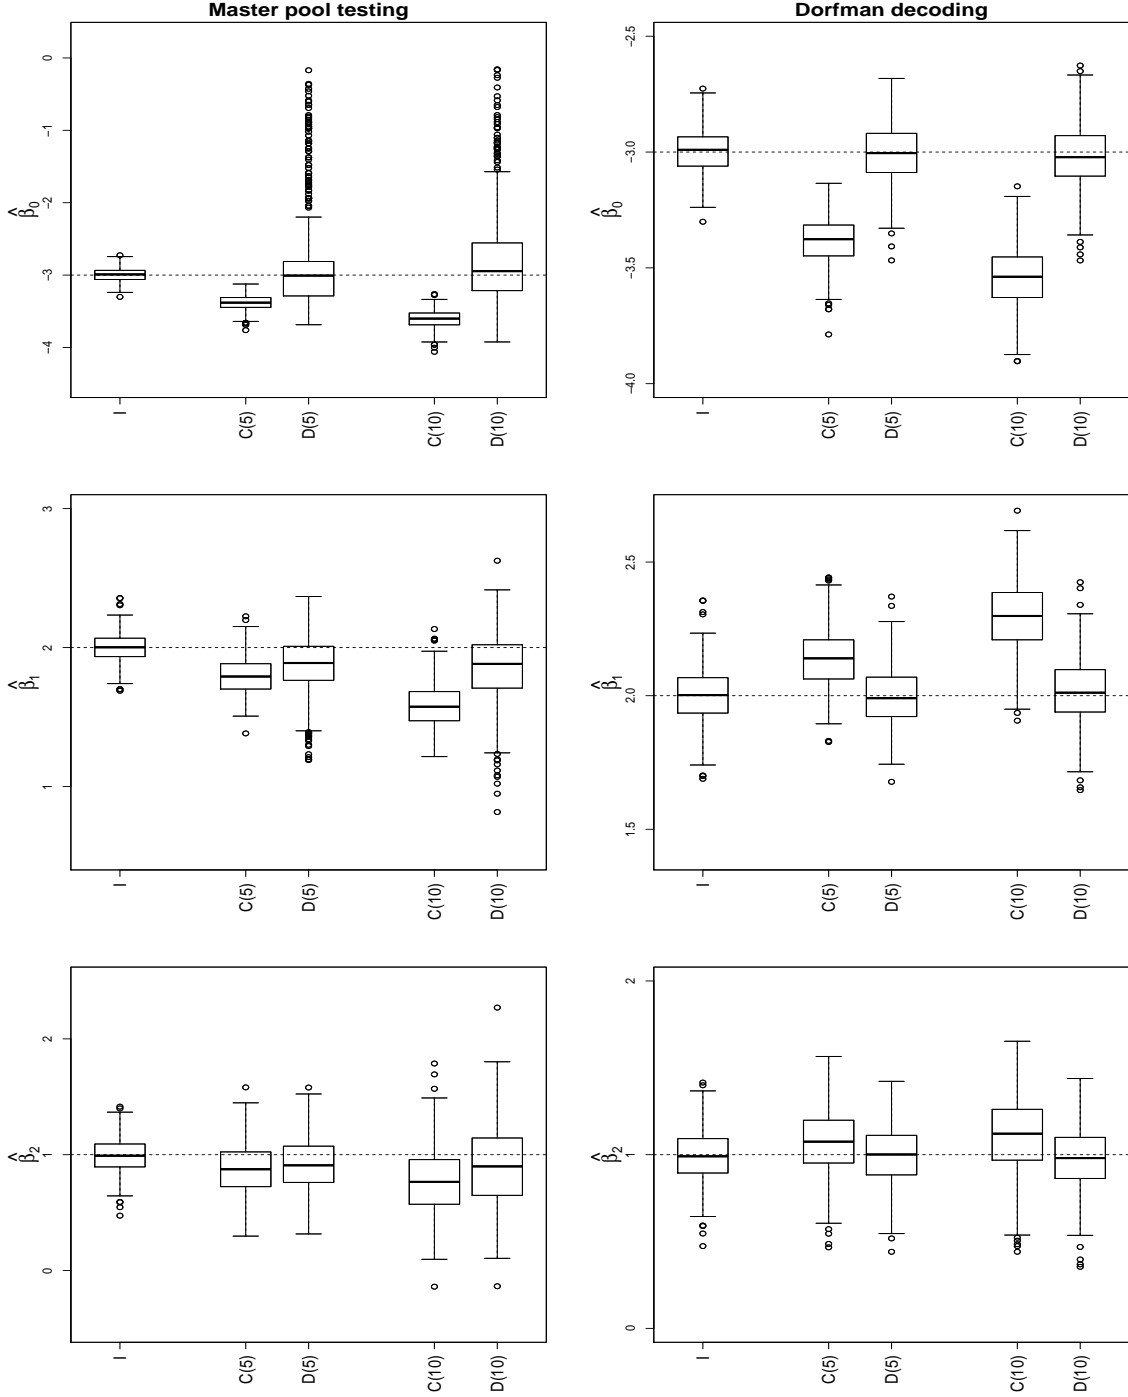 Master pool testing
Dorfman decoding
β̂0
0
−1
−2
−3
−4
I
C(5)
D(5)
C(10)
D(10)
β̂0
−2.5
−3.0
−3.5
−4.0
I
C(5)
D(5)
C(10)
D(10)
β̂1
3
2
1
I
C(5)
D(5)
C(10)
D(10)
β̂1
2.5
2.0
1.5
I
C(5)
D(5)
C(10)
D(10)
β̂2
2
1
0
I
C(5)
D(5)
C(10)
D(10)
β̂2
2
1
0
I
C(5)
D(5)
C(10)
D(10)